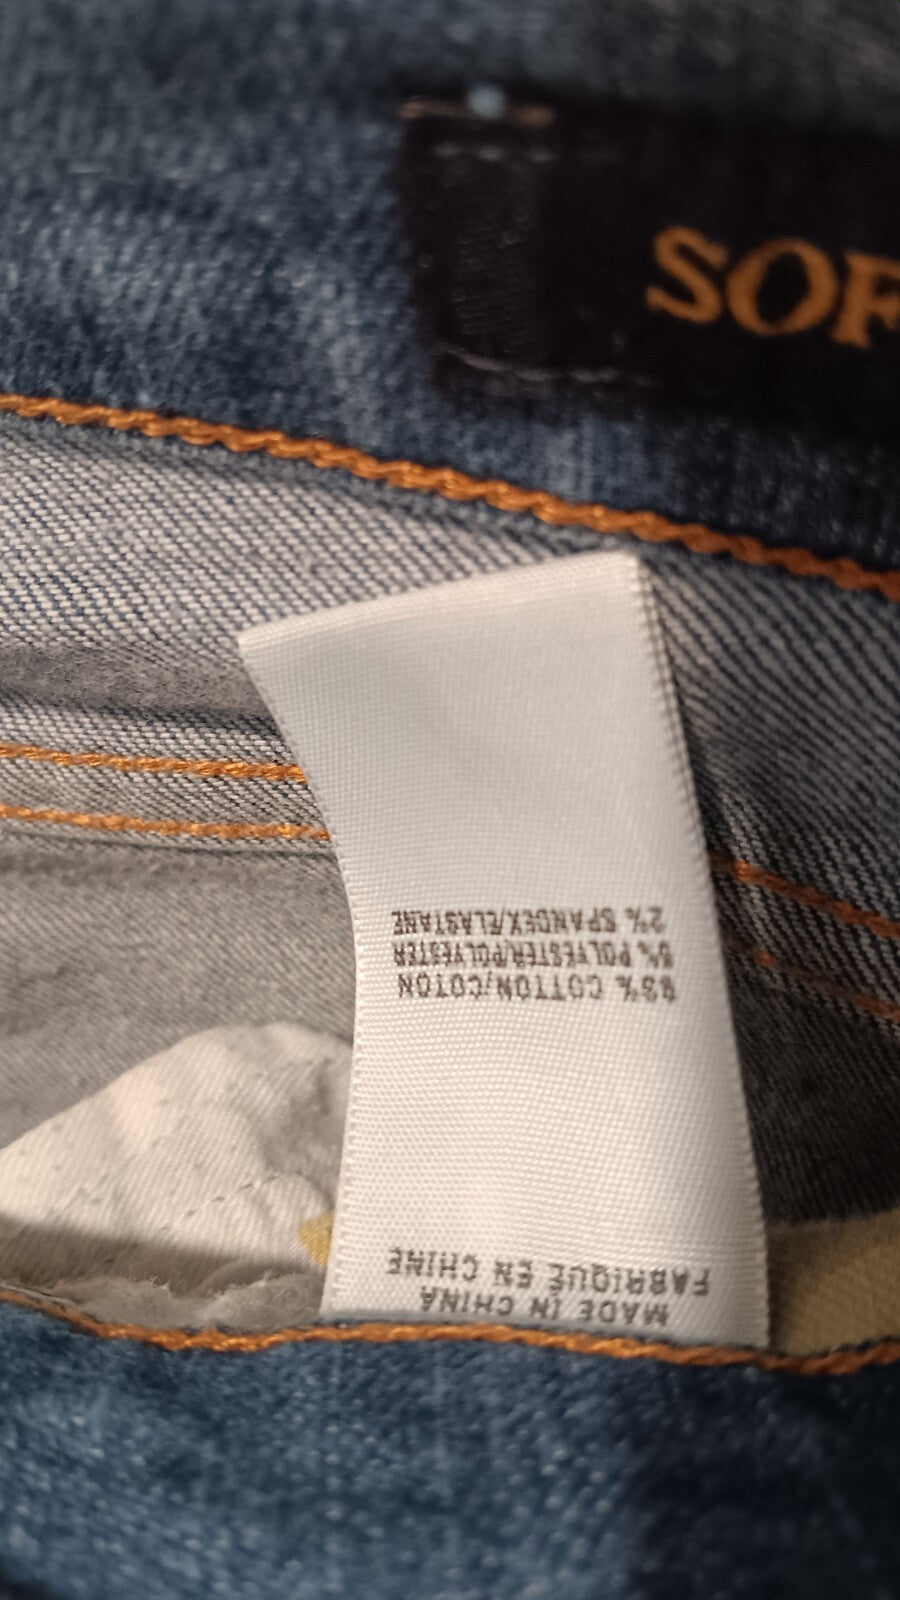 SOF
MADE IN CHINA
FABRIQUÉ EN CHINE
93% COTTON/COTON
5% POLYESTER/POLYESTER
2% SPANDEX/ELASTANE